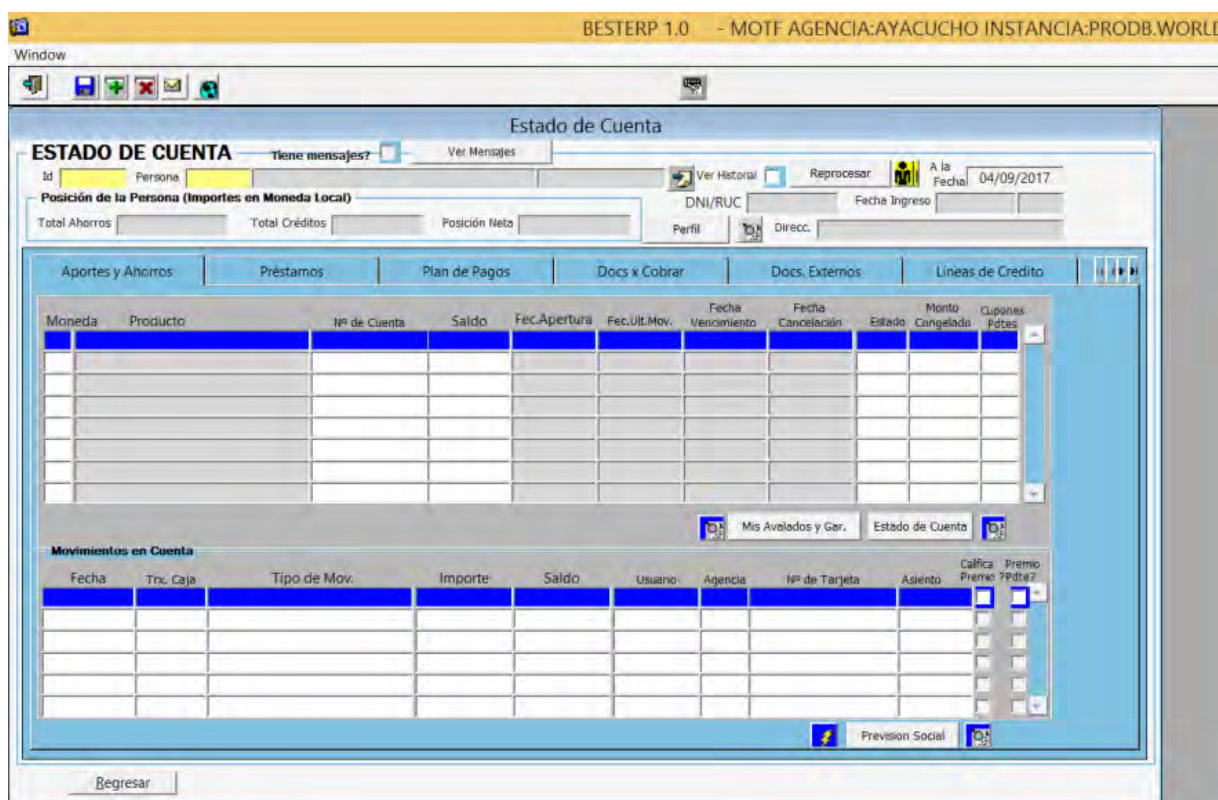 BESTERP 1.0 - MOTF AGENCIA:AYACUCHO INSTANCIA:PRODB.WORLD
Window
Estado de Cuenta
ESTADO DE CUENTA Tiene mensajes? Ver Mensajes
Id Persona Ver Historial Reprocesar A la Fecha 04/09/2017
Posición de la Persona (Importes en Moneda Local) DNI/RUC Fecha Ingreso
Total Ahorros Total Créditos Posición Neta Perfil Direcc.
Aportes y Ahorros Préstamos Plan de Pagos Docs x Cobrar Docs. Externos Lineas de Credito
Moneda Producto Nº de Cuenta Saldo Fec.Apertura Fec.Ult.Mov. Fecha Vencimiento Fecha Cancelación Estado Monto Congelado Cupones Pdtes
Mis Avalados y Gar. Estado de Cuenta
Movimientos en Cuenta
Fecha Trx. Caja Tipo de Mov. Importe Saldo Usuario Agencia Nº de Tarjeta Asiento Califica Premio ? Premio Pdte?
Prevision Social
Regresar